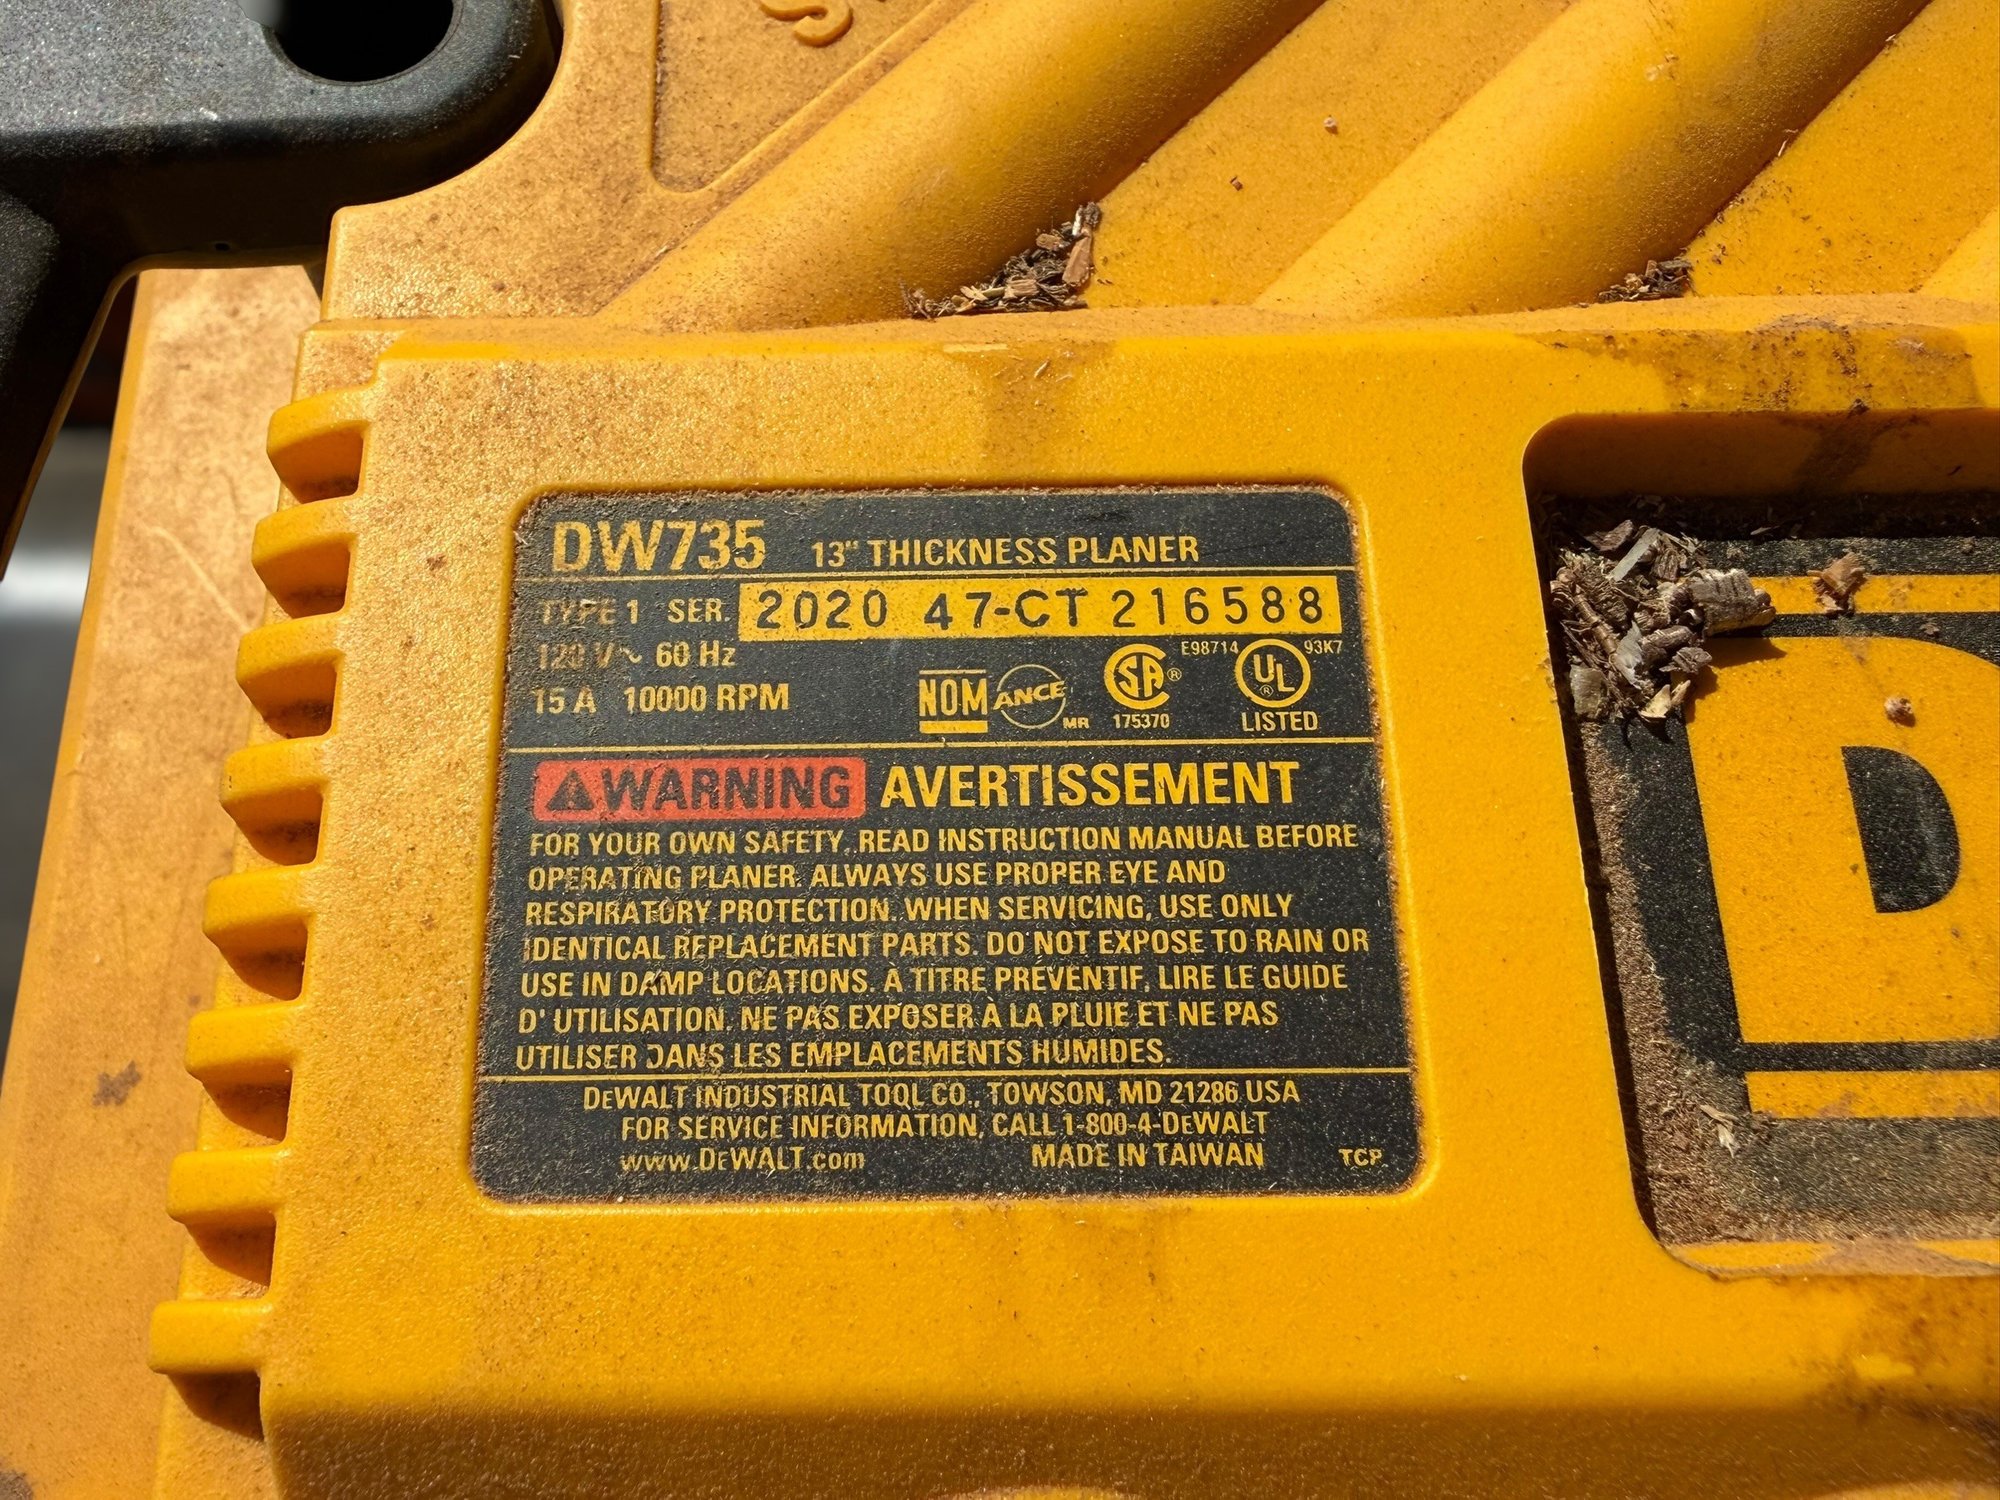 DW735 13" THICKNESS PLANER
TYPE 1 SER. 2020 47-CT 216588
120 V ~ 60 Hz
15 A 10000 RPM
NOM ANCE MR
CSA ® 175370
E98714 UL ® 93K7
LISTED
WARNING AVERTISSEMENT
FOR YOUR OWN SAFETY, READ INSTRUCTION MANUAL BEFORE
OPERATING PLANER. ALWAYS USE PROPER EYE AND
RESPIRATORY PROTECTION. WHEN SERVICING, USE ONLY
IDENTICAL REPLACEMENT PARTS. DO NOT EXPOSE TO RAIN OR
USE IN DAMP LOCATIONS. À TITRE PREVENTIF, LIRE LE GUIDE
D' UTILISATION. NE PAS EXPOSER À LA PLUIE ET NE PAS
UTILISER DANS LES EMPLACEMENTS HUMIDES.
DEWALT INDUSTRIAL TOOL CO., TOWSON, MD 21286 USA
FOR SERVICE INFORMATION, CALL 1-800-4-DEWALT
www.DEWALT.com MADE IN TAIWAN TCP
D